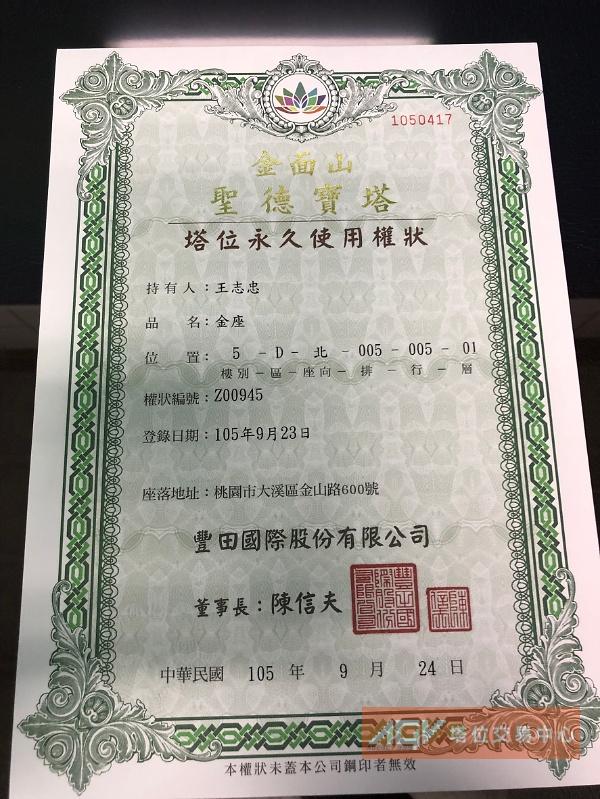 1050417
金面山
聖德寶塔
塔位永久使用權狀
持有人：王志忠
品　名：金座
位　置： 5 － D － 北 － 005 － 005 － 01
樓別－區－座向－排－行－層
權狀編號：Z00945
登錄日期：105年9月23日
座落地址：桃園市大溪區金山路600號
豐田國際股份有限公司
董事長：陳信夫
中華民國 105 年 9 月 24 日
AGV 塔位交易中心
本權狀未蓋本公司鋼印者無效